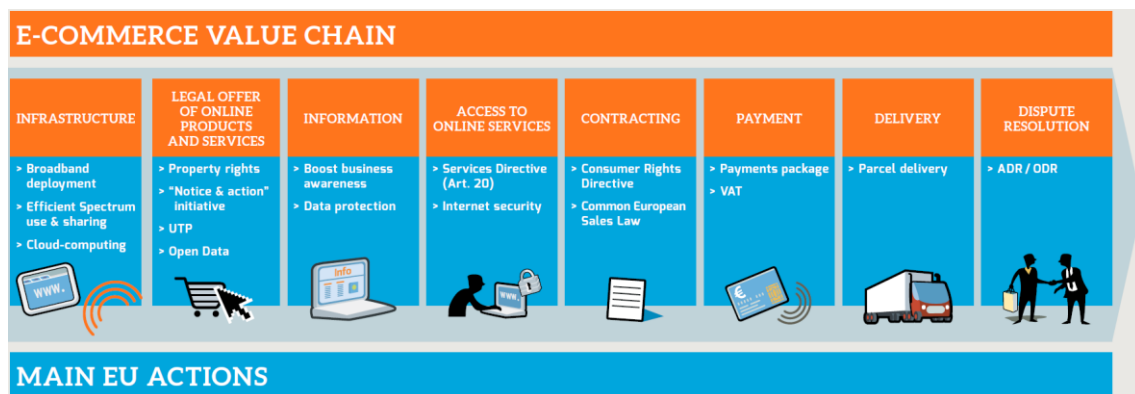 E-COMMERCE VALUE CHAIN
INFRASTRUCTURE
> Broadband
deployment
> Efficient Spectrum
use & sharing
> Cloud-computing
www.
LEGAL OFFER
OF ONLINE
PRODUCTS
AND SERVICES
> Property rights
> "Notice & action"
initiative
> UTP
> Open Data
INFORMATION
> Boost business
awareness
> Data protection
Info
ACCESS TO
ONLINE SERVICES
> Services Directive
(Art. 20)
> Internet security
www.
CONTRACTING
> Consumer Rights
Directive
> Common European
Sales Law
PAYMENT
> Payments package
> VAT
€
DELIVERY
> Parcel delivery
DISPUTE
RESOLUTION
> ADR / ODR
MAIN EU ACTIONS